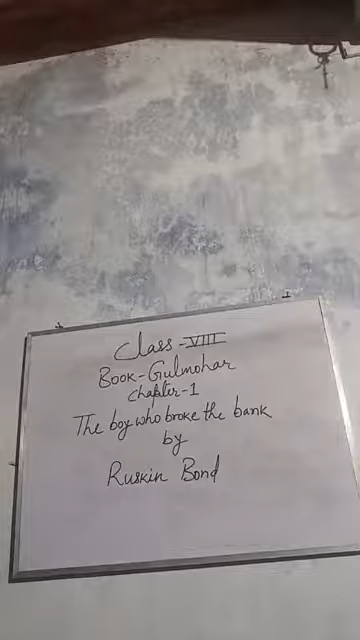 Class - VIII
Book - Gulmohar
Chapter - 1
The boy who broke the bank
by
Ruskin Bond